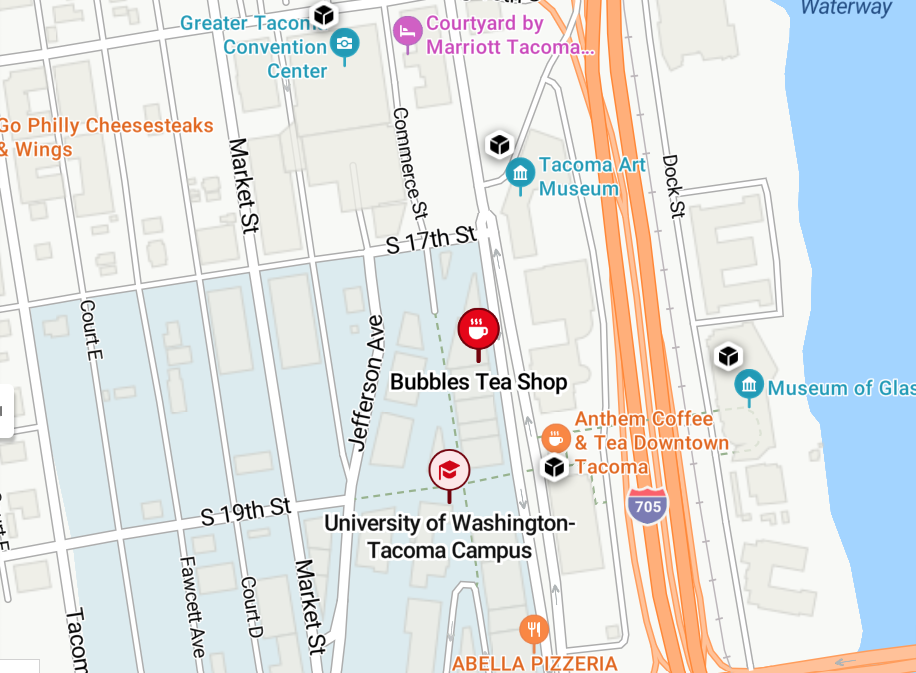 Waterway
Greater Tacom
Convention
Center
Courtyard by
Marriott Tacoma...
Go Philly Cheesesteaks
& Wings
Market St
Commerce St
Tacoma Art
Museum
Dock St
S 17th St
Court E
Jefferson Ave
Bubbles Tea Shop
Museum of Glas
Anthem Coffee
& Tea Downtown
Tacoma
705
S 19th St
University of Washington-
Tacoma Campus
Fawcett Ave
Court D
Market St
Tacom
ABELLA PIZZERIA